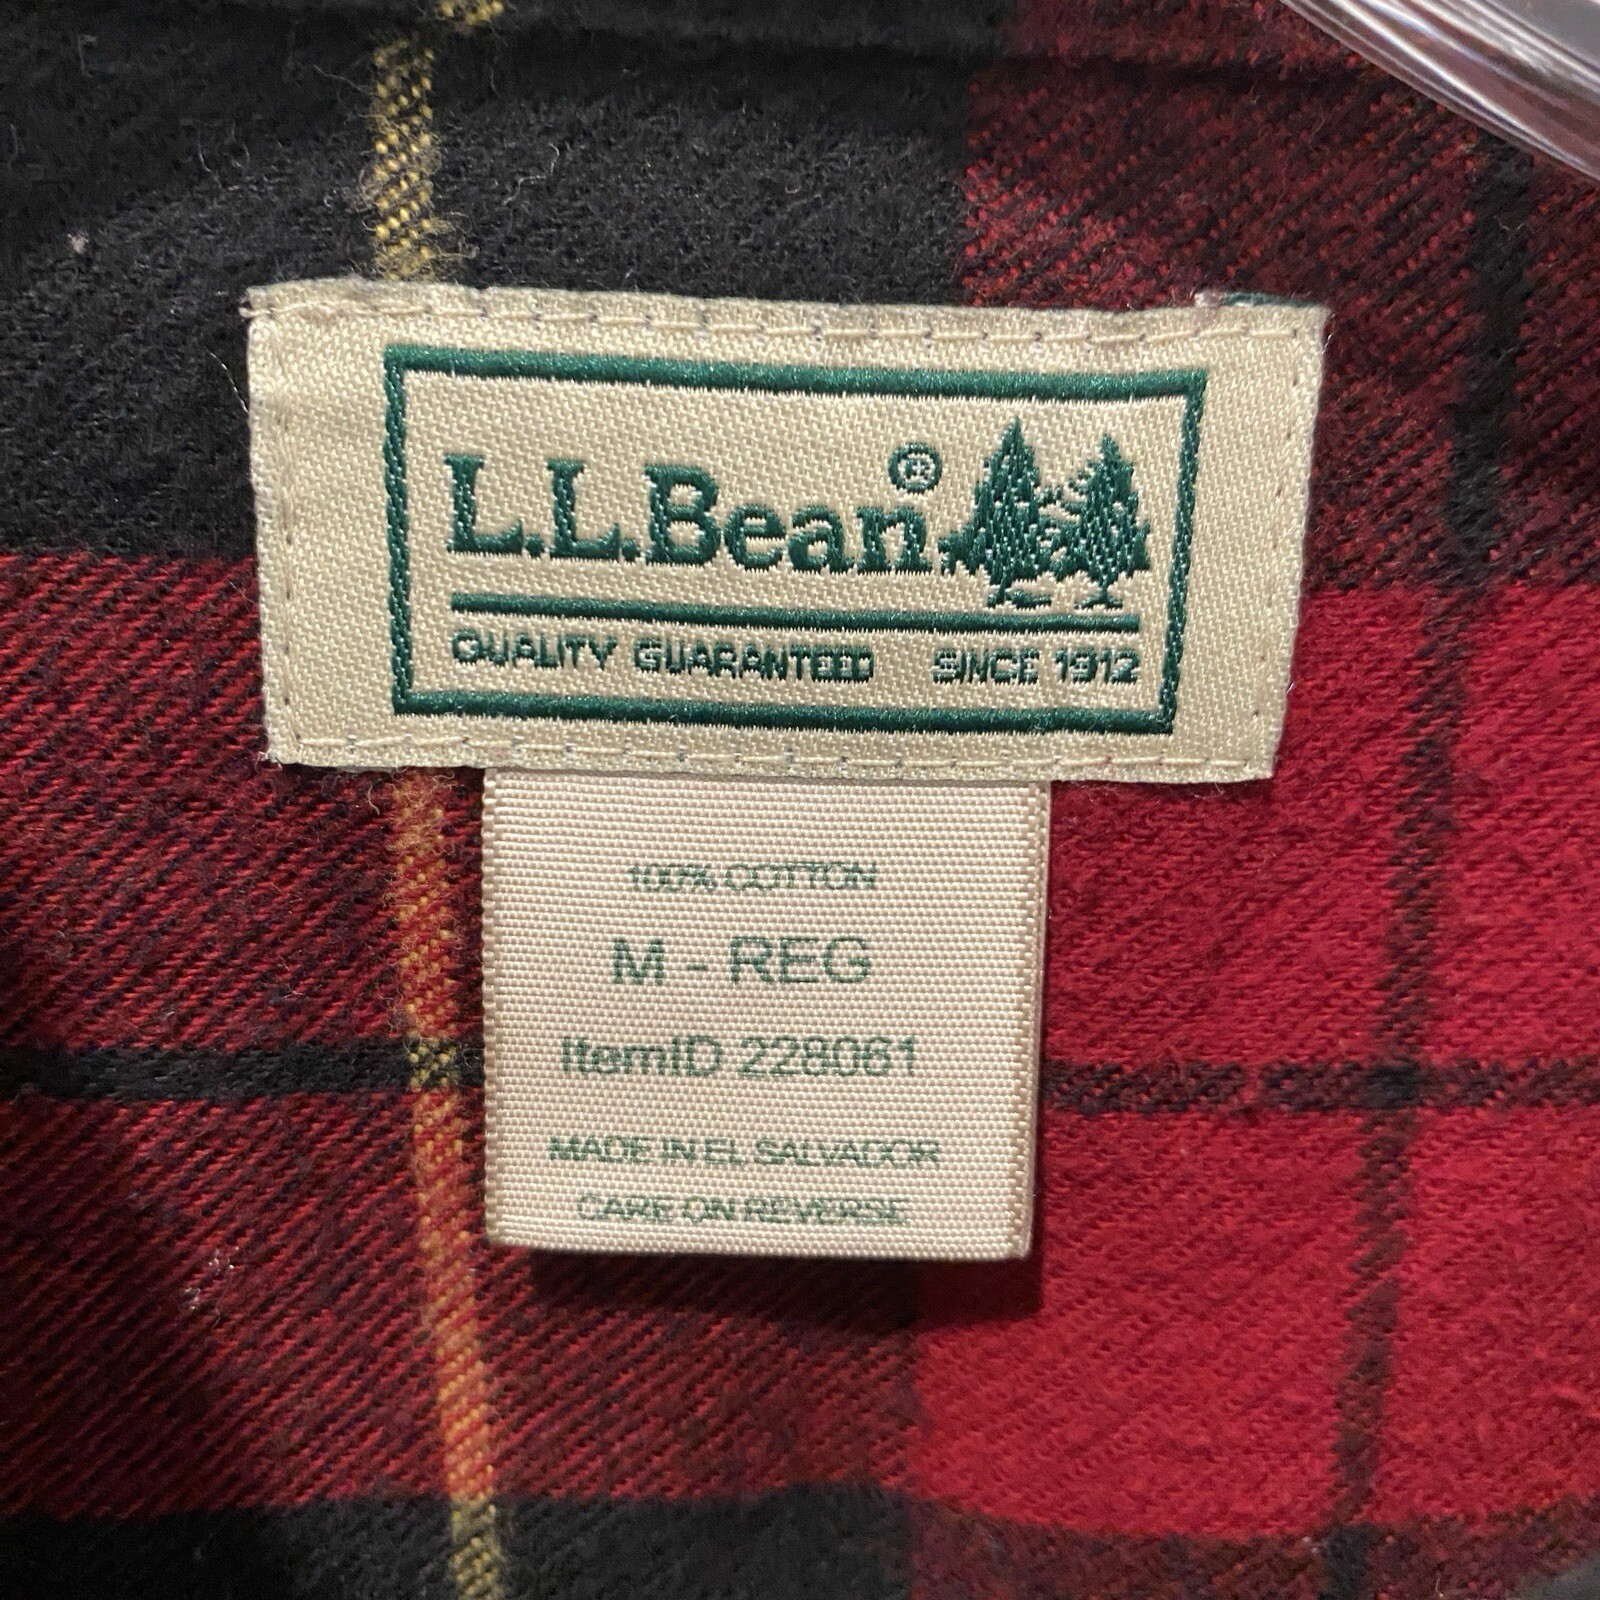 L.L.Bean®
QUALITY GUARANTEED SINCE 1912
100% COTTON
M - REG
ItemID 228061
MADE IN EL SALVADOR
CARE ON REVERSE